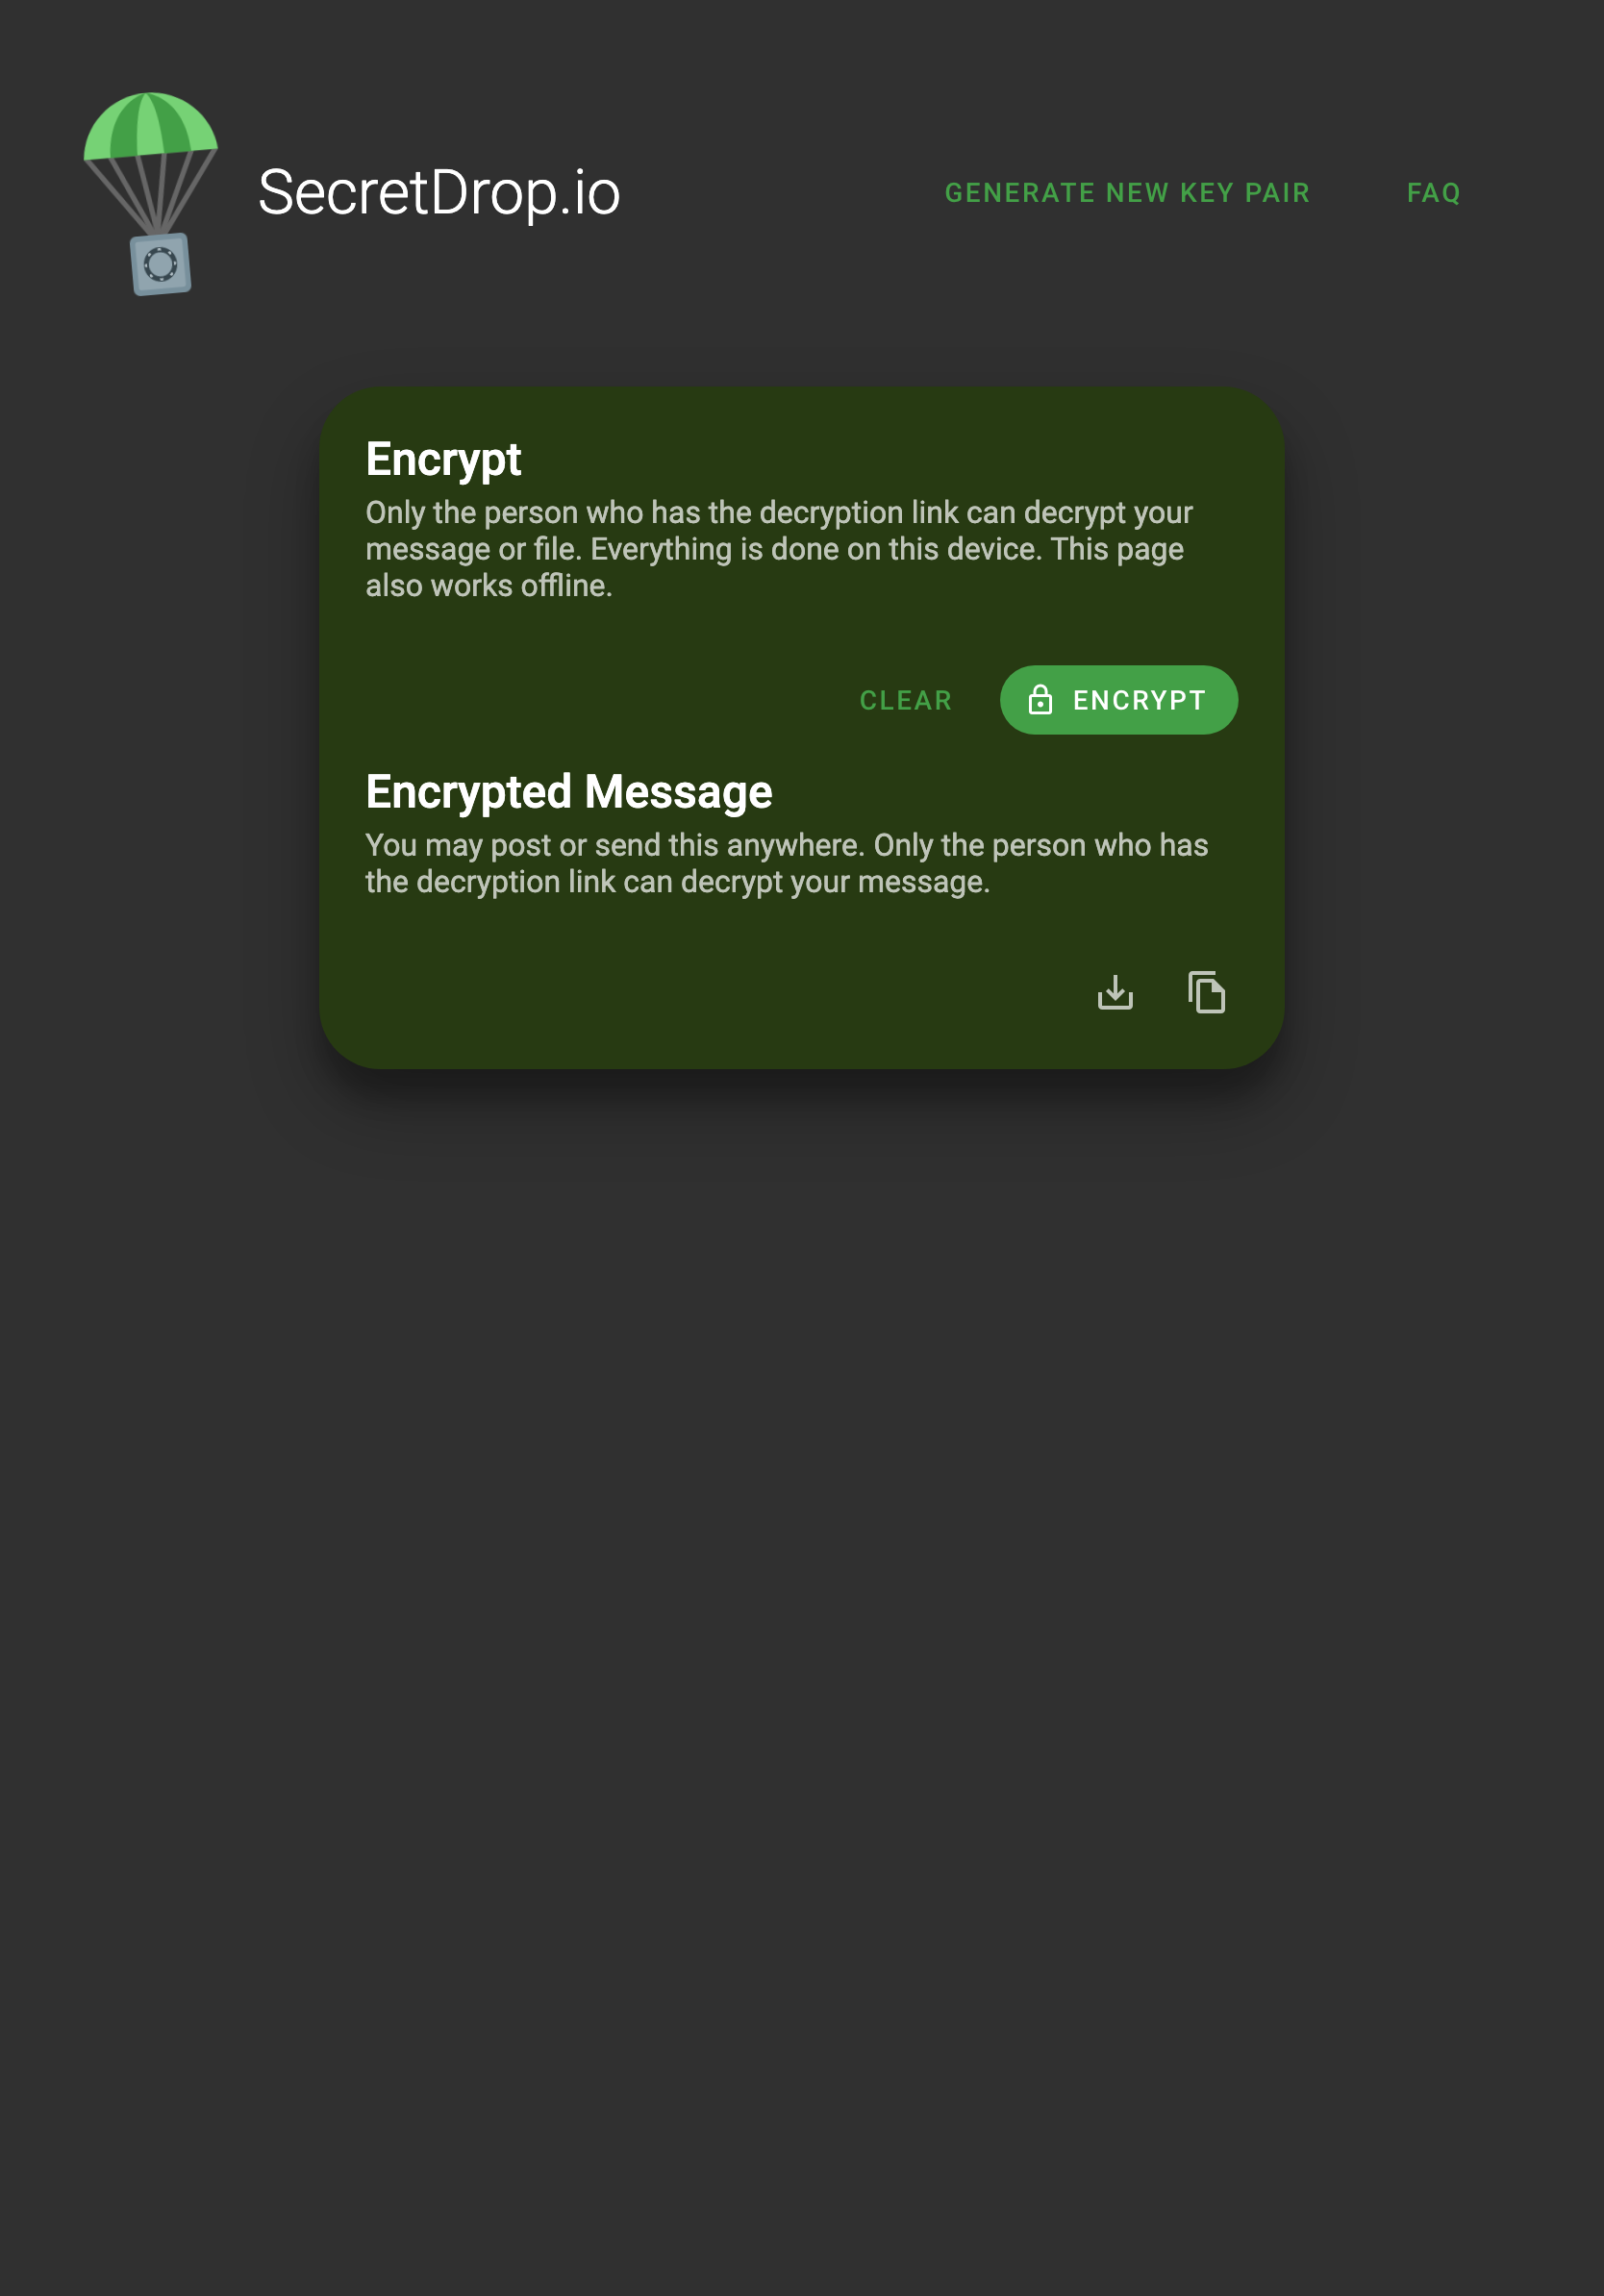 SecretDrop.io
GENERATE NEW KEY PAIR
FAQ
Encrypt
Only the person who has the decryption link can decrypt your
message or file. Everything is done on this device. This page
also works offline.
CLEAR
ENCRYPT
Encrypted Message
You may post or send this anywhere. Only the person who has
the decryption link can decrypt your message.